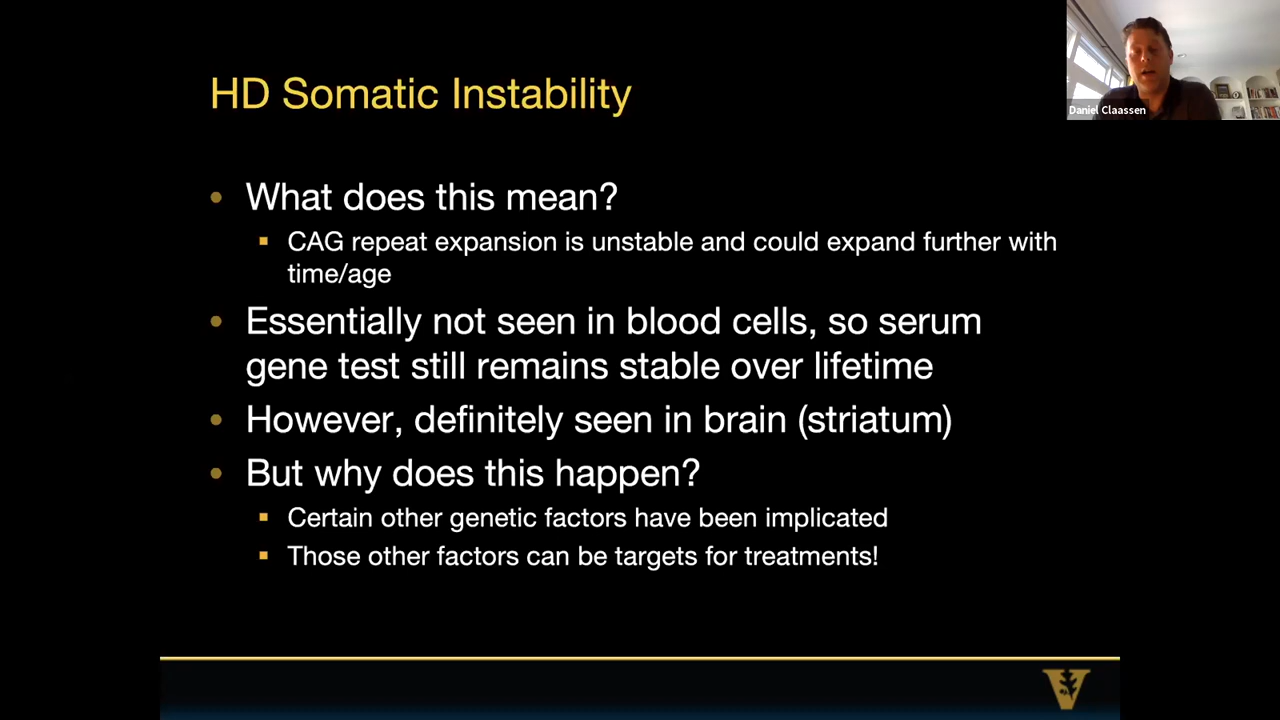 HD Somatic Instability
Daniel Claassen
• What does this mean?
▪ CAG repeat expansion is unstable and could expand further with
time/age
• Essentially not seen in blood cells, so serum
gene test still remains stable over lifetime
• However, definitely seen in brain (striatum)
• But why does this happen?
▪ Certain other genetic factors have been implicated
▪ Those other factors can be targets for treatments!
V